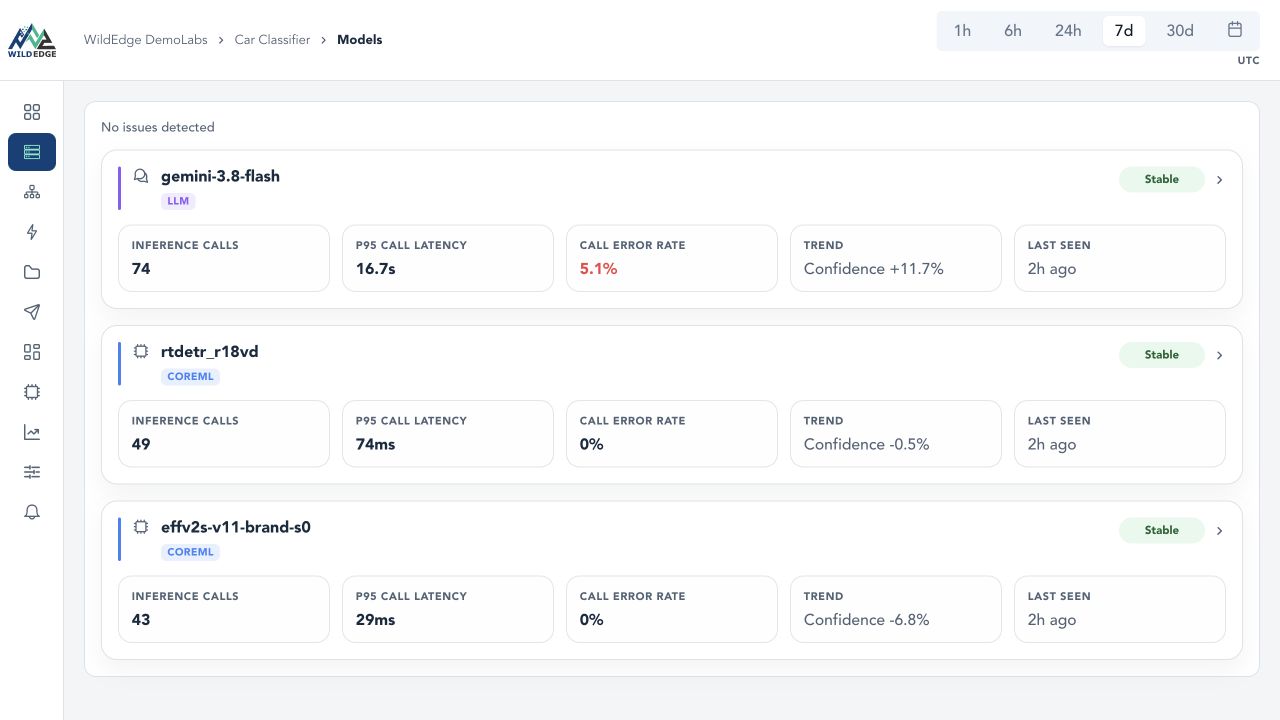 WILDEDGE
WildEdge DemoLabs > Car Classifier > Models
1h 6h 24h 7d 30d
UTC
No issues detected
gemini-3.8-flash
Stable
LLM
INFERENCE CALLS
74
P95 CALL LATENCY
16.7s
CALL ERROR RATE
5.1%
TREND
Confidence +11.7%
LAST SEEN
2h ago
rtdetr_r18vd
Stable
COREML
INFERENCE CALLS
49
P95 CALL LATENCY
74ms
CALL ERROR RATE
0%
TREND
Confidence -0.5%
LAST SEEN
2h ago
effv2s-v11-brand-s0
Stable
COREML
INFERENCE CALLS
43
P95 CALL LATENCY
29ms
CALL ERROR RATE
0%
TREND
Confidence -6.8%
LAST SEEN
2h ago